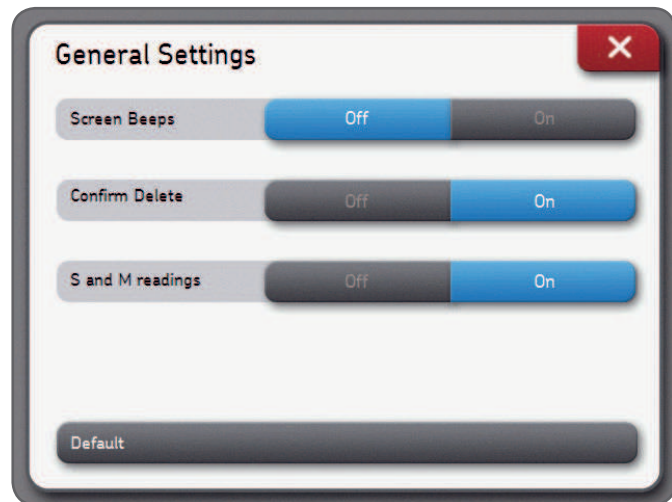 General Settings
Screen Beeps Off On
Confirm Delete Off On
S and M readings Off On
Default